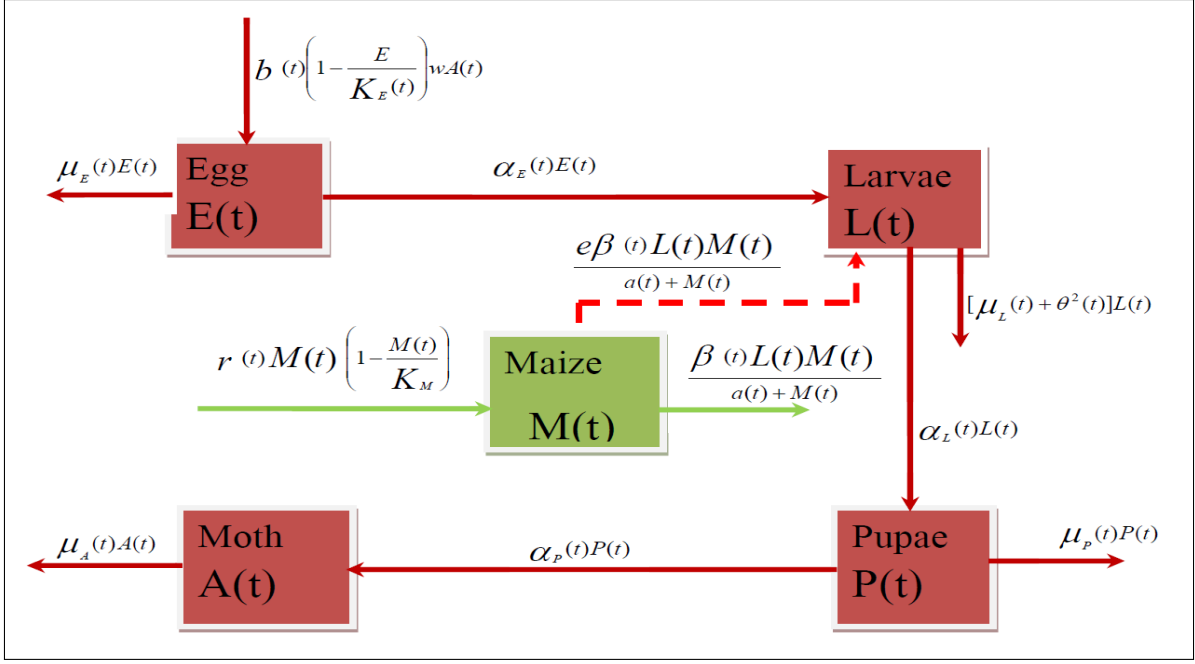 b (t)(1 - E / K_E(t)) wA(t)
μ_E(t)E(t)
Egg
E(t)
α_E(t)E(t)
Larvae
L(t)
eβ (t)L(t)M(t) / a(t) + M(t)
[μ_L(t) + θ²(t)]L(t)
r (t)M(t) (1 - M(t) / K_M)
Maize
M(t)
β (t)L(t)M(t) / a(t) + M(t)
α_L(t)L(t)
μ_A(t)A(t)
Moth
A(t)
α_P(t)P(t)
Pupae
P(t)
μ_P(t)P(t)